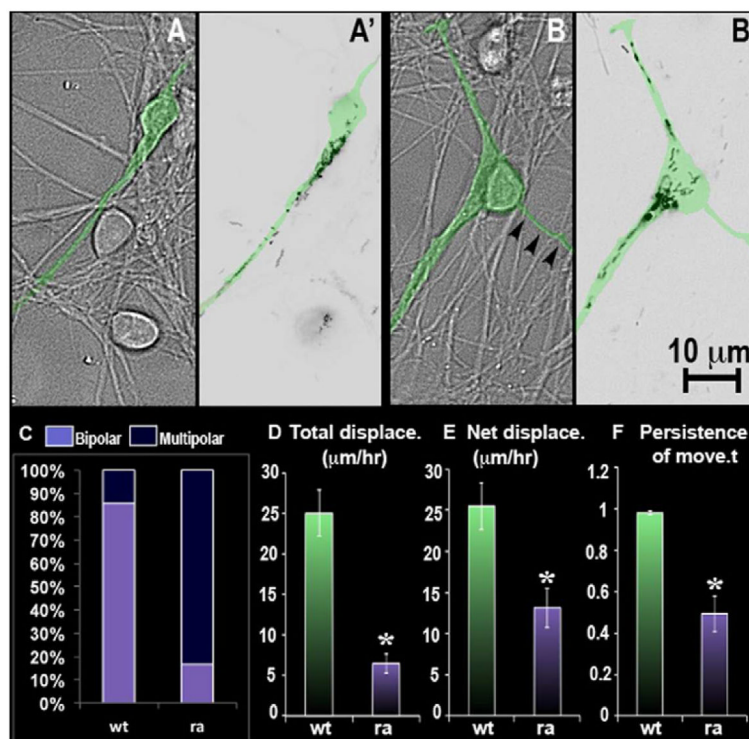 A A' B B'
10 μm
C Bipolar Multipolar
D Total displace.
(μm/hr)
E Net displace.
(μm/hr)
F Persistence
of move.t
100%
90%
80%
70%
60%
50%
40%
30%
20%
10%
0%
wt ra
30
25
20
15
10
5
0
wt ra
*
30
25
20
15
10
5
0
wt ra
*
1.2
1
0.8
0.6
0.4
0.2
0
wt ra
*